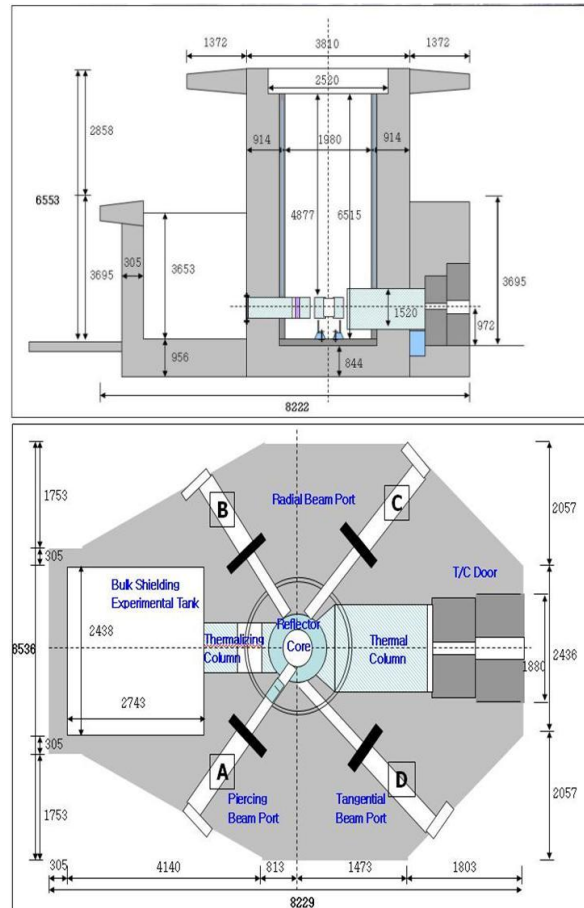 1372
3810
1372
2520
2858
914
1980
914
6553
4877
6515
305
3653
3695
3695
1520
972
956
844
8222
1753
B
Radial Beam Port
C
2057
305
T/C Door
Bulk Shielding
Experimental Tank
Reflector
8536
2438
Thermalizing
Column
Core
Thermal
Column
2436
1880
2743
305
A
D
Piercing
Beam Port
Tangential
Beam Port
1753
2057
305
4140
813
1473
1803
8229